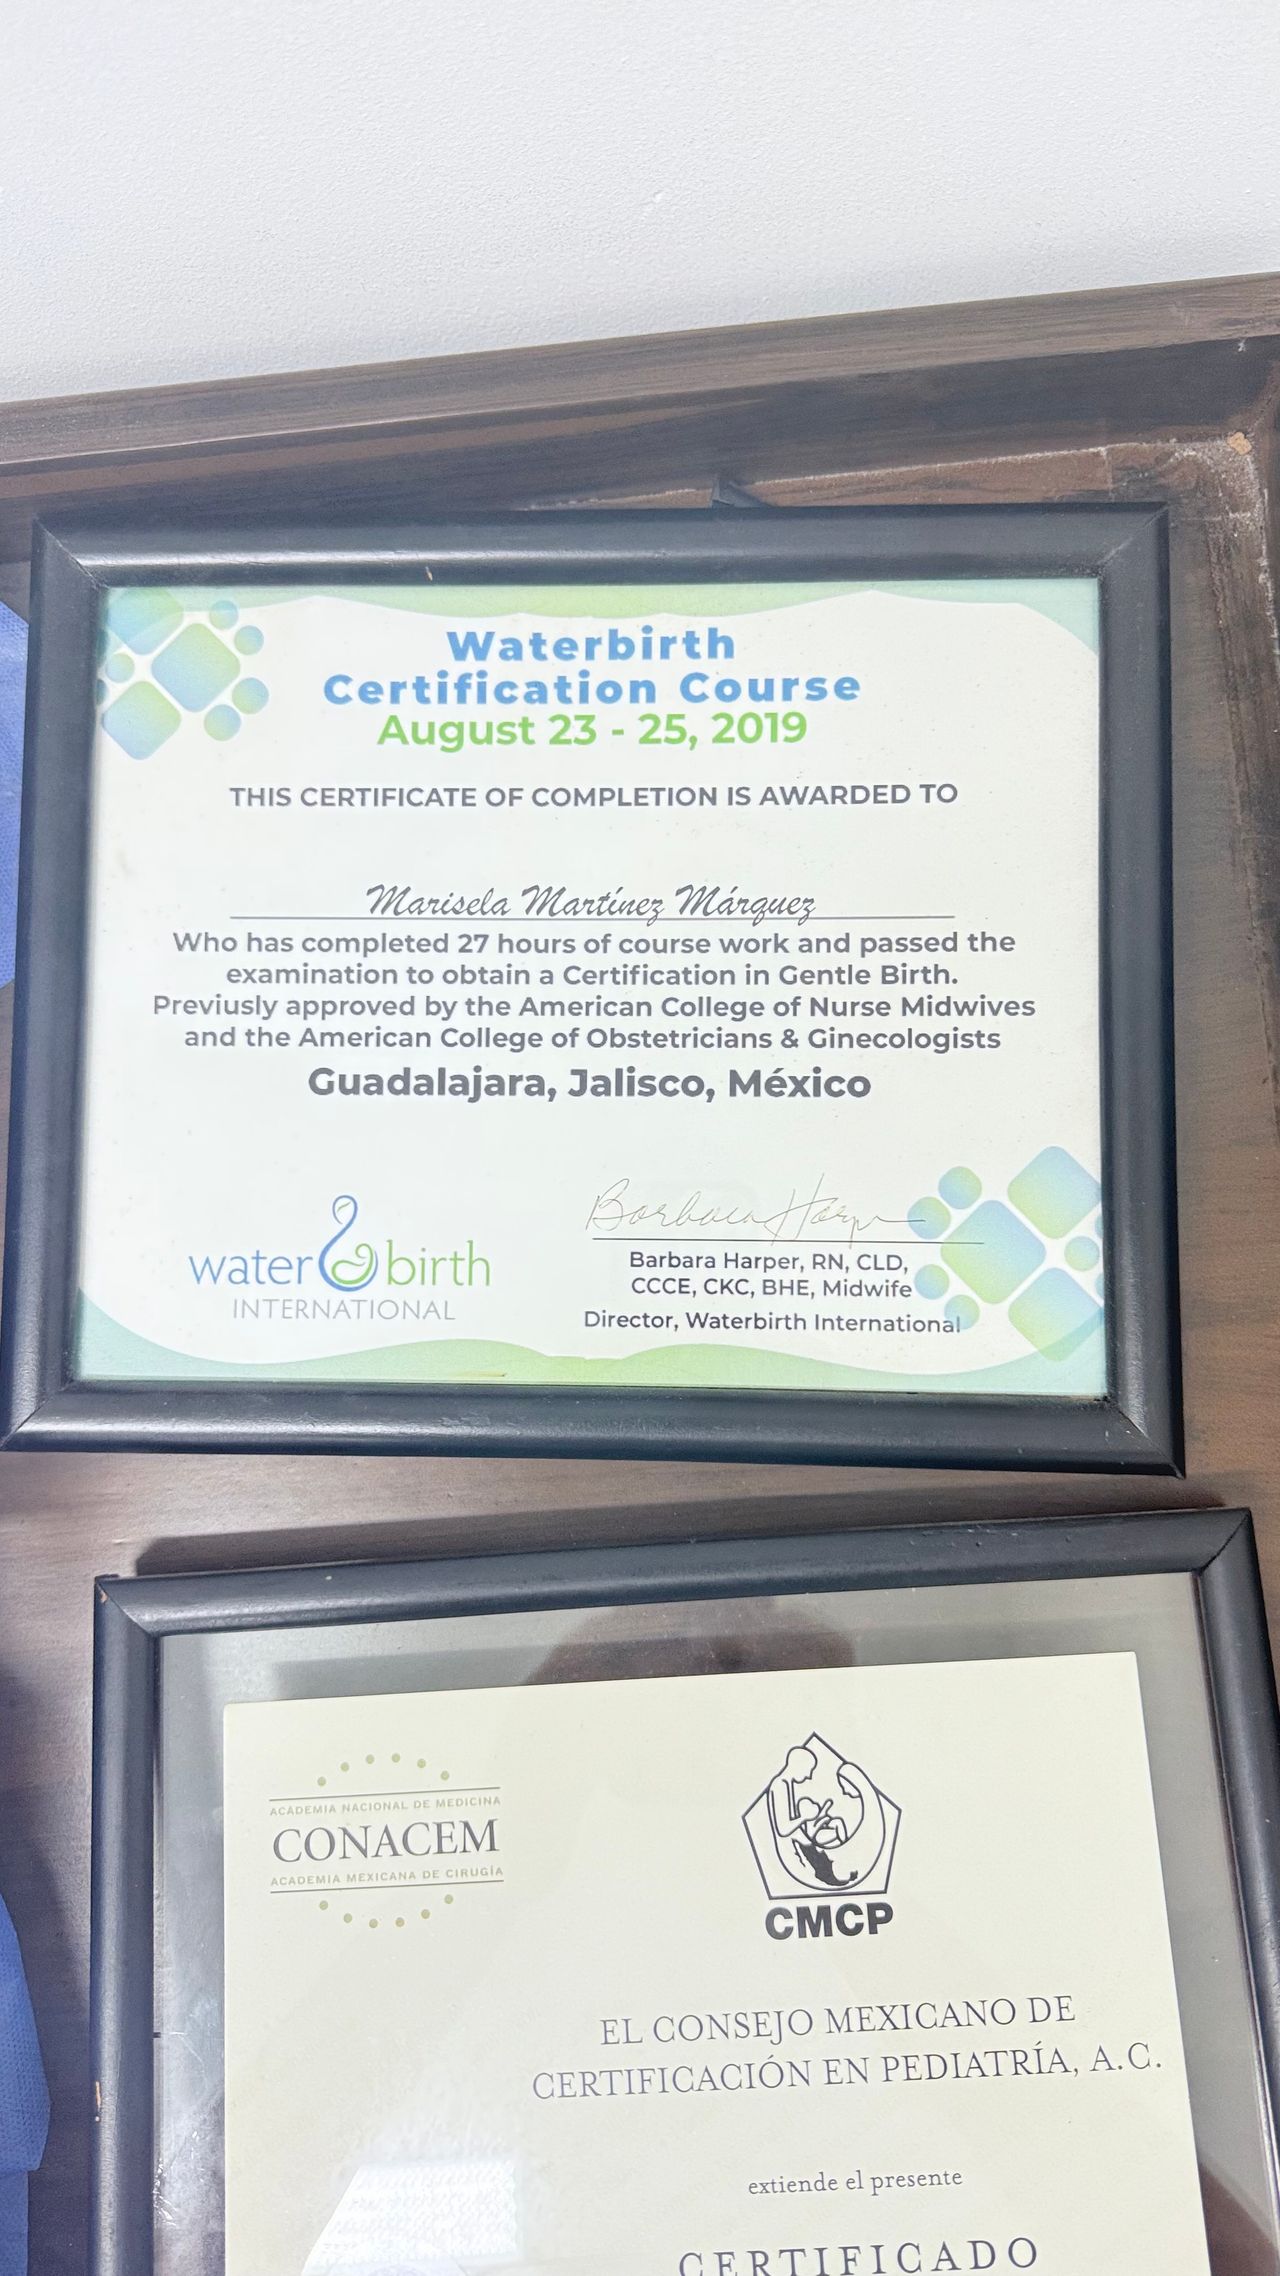 Waterbirth
Certification Course
August 23 - 25, 2019
THIS CERTIFICATE OF COMPLETION IS AWARDED TO
Marisela Martínez Márquez
Who has completed 27 hours of course work and passed the
examination to obtain a Certification in Gentle Birth.
Previusly approved by the American College of Nurse Midwives
and the American College of Obstetricians & Ginecologists
Guadalajara, Jalisco, México
water birth
INTERNATIONAL
Barbara Harper
Barbara Harper, RN, CLD,
CCCE, CKC, BHE, Midwife
Director, Waterbirth International
ACADEMIA NACIONAL DE MEDICINA
CONACEM
ACADEMIA MEXICANA DE CIRUGÍA
CMCP
EL CONSEJO MEXICANO DE
CERTIFICACIÓN EN PEDIATRÍA, A.C.
extiende el presente
CERTIFICADO